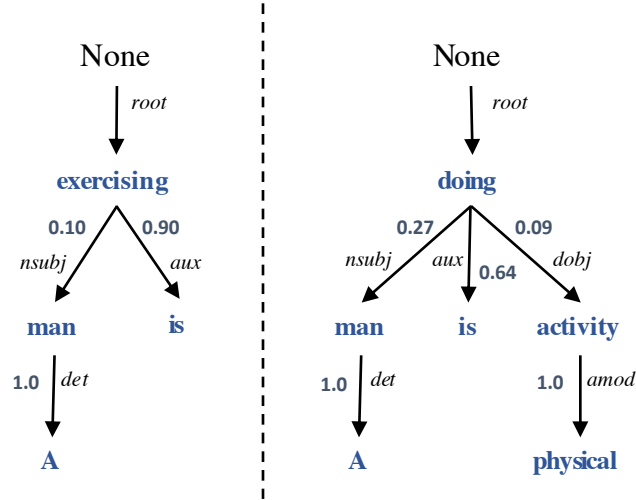 None
root
exercising
0.10 0.90
nsubj aux
man is
1.0 det
A
None
root
doing
0.27 0.09
nsubj aux dobj
0.64
man is activity
1.0 det 1.0 amod
A physical